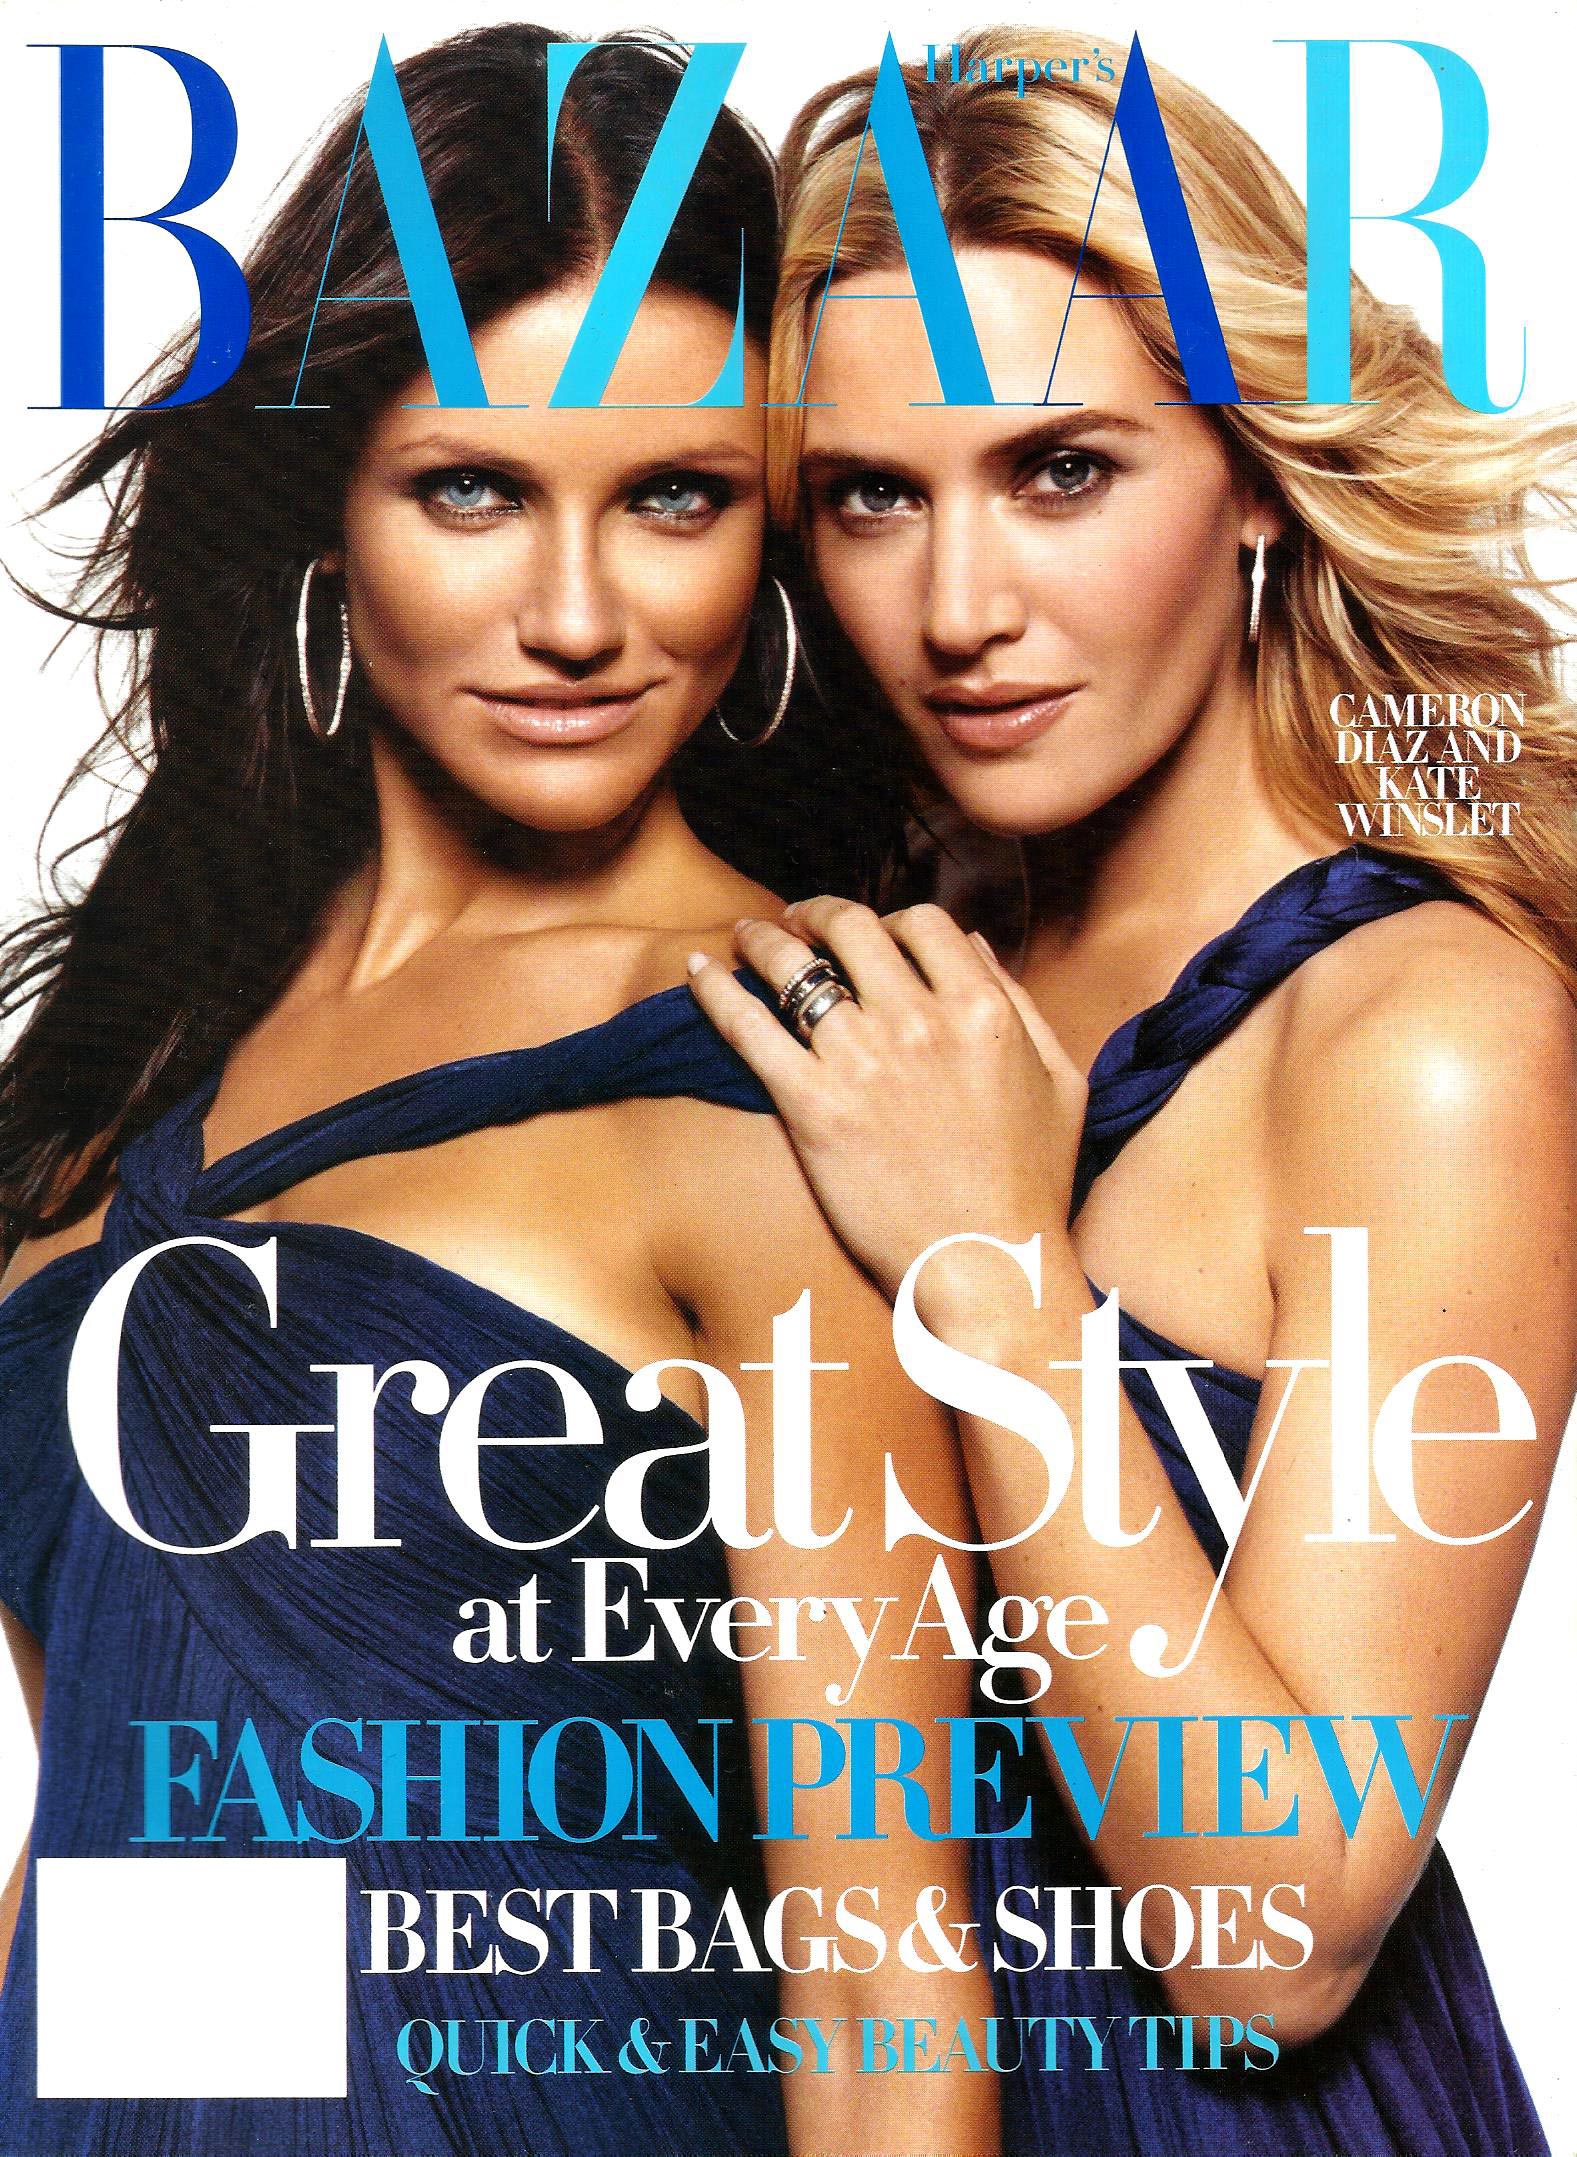 Harper's
BAZAAR
CAMERON
DIAZ AND
KATE
WINSLET
Great Style
at Every Age
FASHION PREVIEW
BEST BAGS & SHOES
QUICK & EASY BEAUTY TIPS